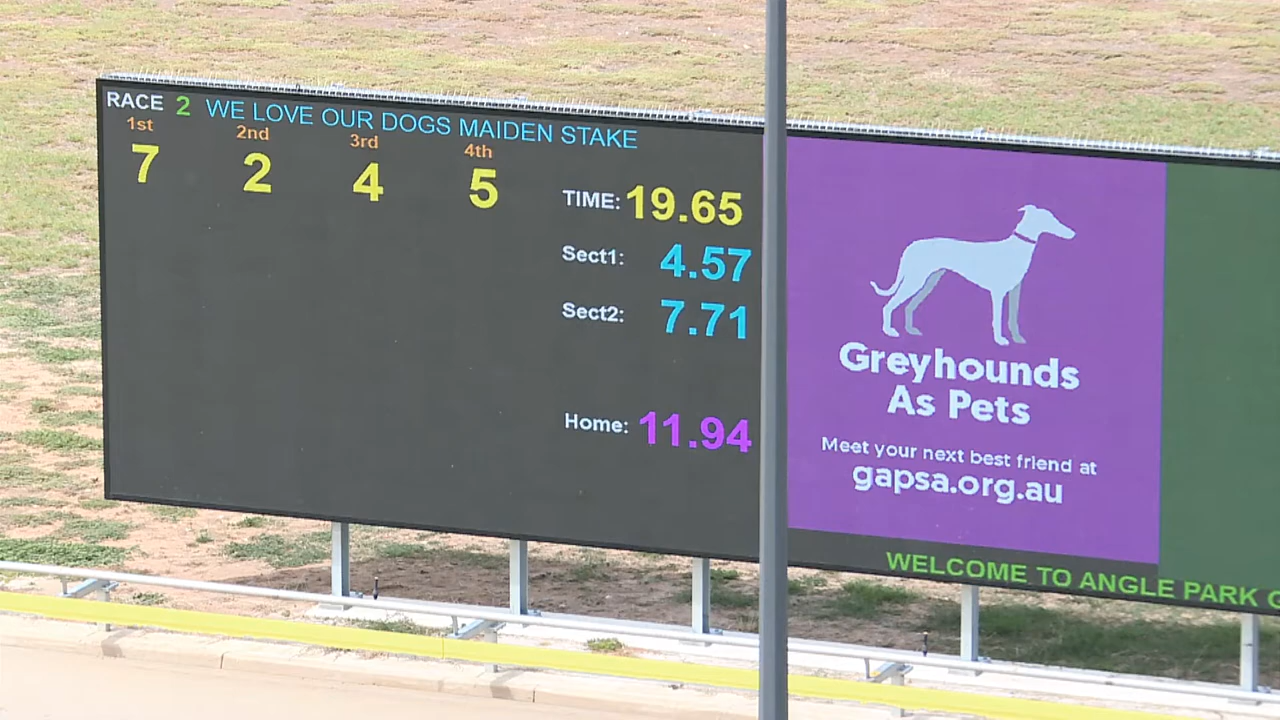 RACE 2 WE LOVE OUR DOGS MAIDEN STAKE
1st 2nd 3rd 4th
7 2 4 5
TIME: 19.65
Sect1: 4.57
Sect2: 7.71
Home: 11.94
Greyhounds
As Pets
Meet your next best friend at
gapsa.org.au
WELCOME TO ANGLE PARK